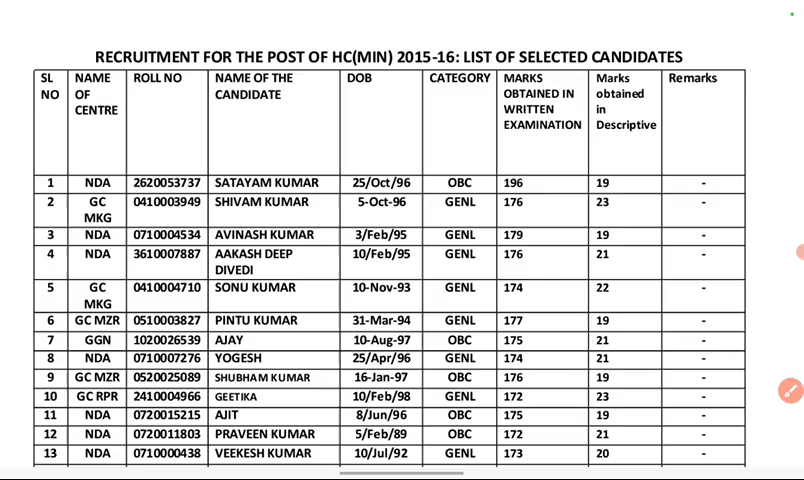 RECRUITMENT FOR THE POST OF HC(MIN) 2015-16: LIST OF SELECTED CANDIDATES
SL NO NAME OF CENTRE ROLL NO NAME OF THE CANDIDATE DOB CATEGORY MARKS OBTAINED IN WRITTEN EXAMINATION Marks obtained in Descriptive Remarks
1 NDA 2620053737 SATAYAM KUMAR 25/Oct/96 OBC 196 19 -
2 GC MKG 0410003949 SHIVAM KUMAR 5-Oct-96 GENL 176 23 -
3 NDA 0710004534 AVINASH KUMAR 3/Feb/95 GENL 179 19 -
4 NDA 3610007887 AAKASH DEEP DIVEDI 10/Feb/95 GENL 176 21 -
5 GC MKG 0410004710 SONU KUMAR 10-Nov-93 GENL 174 22 -
6 GC MZR 0510003827 PINTU KUMAR 31-Mar-94 GENL 177 19 -
7 GGN 1020026539 AJAY 10-Aug-97 OBC 175 21 -
8 NDA 0710007276 YOGESH 25/Apr/96 GENL 174 21 -
9 GC MZR 0520025089 SHUBHAM KUMAR 16-Jan-97 OBC 176 19 -
10 GC RPR 2410004966 GEETIKA 10/Feb/98 GENL 172 23 -
11 NDA 0720015215 AJIT 8/Jun/96 OBC 175 19 -
12 NDA 0720011803 PRAVEEN KUMAR 5/Feb/89 OBC 172 21 -
13 NDA 0710000438 VEEKESH KUMAR 10/Jul/92 GENL 173 20 -